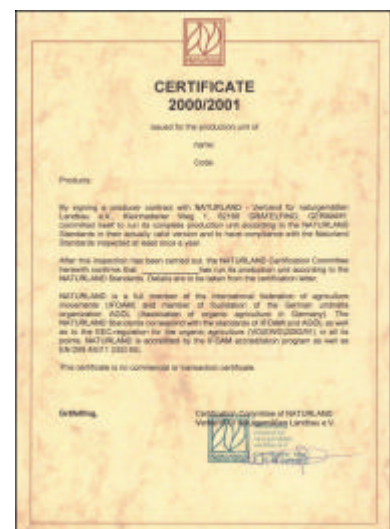 CERTIFICATE
2000/2001
issued for the production unit of
name
Code
Products:
By signing a producer contract with NATURLAND - Verband für naturgemäßen
Landbau e.V., Kleinhaderner Weg 1, 82166 GRÄFELFING, GERMANY,
committed itself to run its complete production unit according to the NATURLAND
Standards in their actually valid version and to have compliance with the Naturland
Standards inspected at least once a year.
After this inspection has been carried out, the NATURLAND Certification Committee
herewith confirms that has run its production unit according to the
NATURLAND Standards. Details are to be taken from the certification letter.
NATURLAND is a full member of the international federation of agriculture
movements (IFOAM) and member of foundation of the German umbrella
organization AGÖL (Association of organic agriculture in Germany). The
NATURLAND Standards correspond with the standards of IFOAM and AGÖL as well as
to the EEC-regulation for the organic agriculture in all its
points. NATURLAND is accredited by the IFOAM accreditation program as well as
This certificate is no commercial or transaction certificate.
Gräfelfing,
Certification Committee of NATURLAND
Verband für naturgemäßen Landbau e.V.